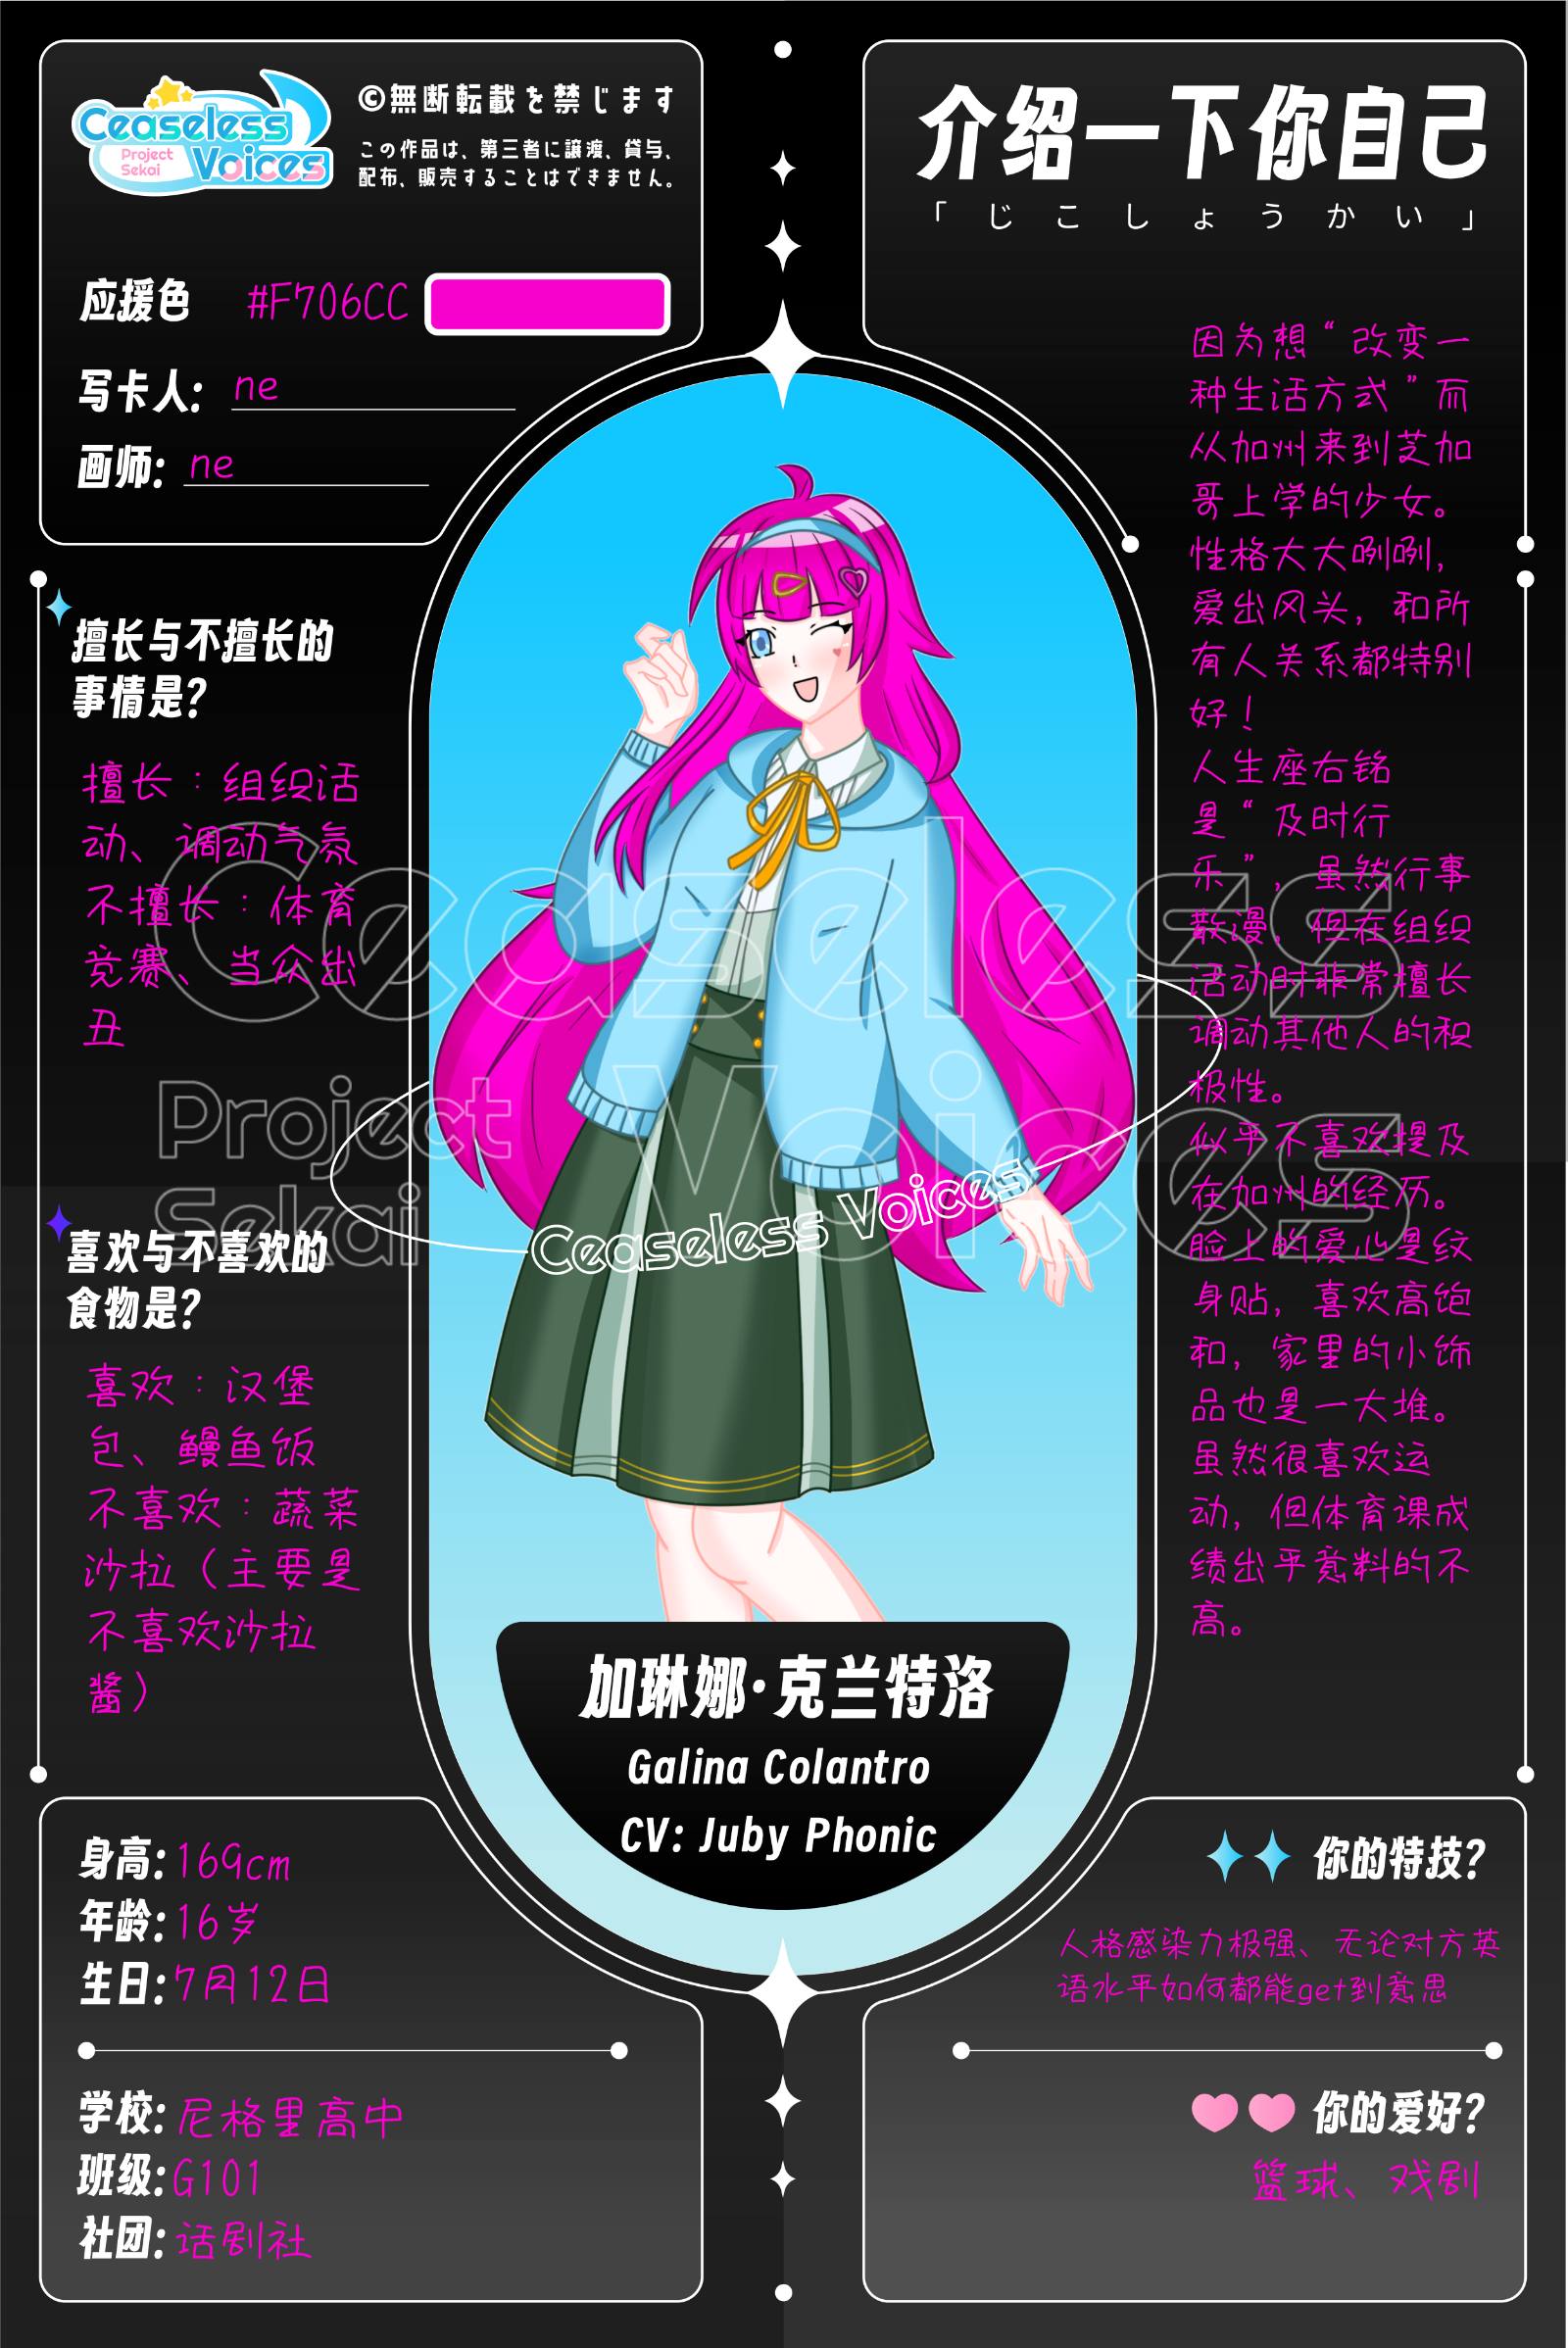 Ceaseless
Voices
Project
Sekai
©無断転載を禁じます
この作品は、第三者に譲渡、貸与、
配布、販売することはできません。
应援色 #F706CC
写卡人: ne
画师: ne
介绍一下你自己
「じこしょうかい」
因为想“改变一
种生活方式”而
从加州来到芝加
哥上学的少女。
性格大大咧咧,
爱出风头, 和所
有人关系都特别
好!
人生座右铭
是“及时行
乐”, 虽然行事
散漫, 但在组织
活动时非常擅长
调动其他人的积
极性。
似乎不喜欢提及
在加州的经历。
脸上的爱心是纹
身贴, 喜欢高饱
和, 家里的小饰
品也是一大堆。
虽然很喜欢运
动, 但体育课成
绩出乎意料的不
高。
擅长与不擅长的
事情是?
擅长：组织活
动、调动气氛
不擅长：体育
竞赛、当众出
丑
喜欢与不喜欢的
食物是?
喜欢：汉堡
包、鳗鱼饭
不喜欢：蔬菜
沙拉（主要是
不喜欢沙拉
酱）
Ceaseless
Project
Sekai
Voices
Ceaseless Voices
加琳娜·克兰特洛
Galina Colantro
CV: Juby Phonic
身高: 169cm
年龄: 16岁
生日: 7月12日
学校: 尼格里高中
班级: G101
社团: 话剧社
你的特技?
人格感染力极强、无论对方英
语水平如何都能get到意思
你的爱好?
篮球、戏剧